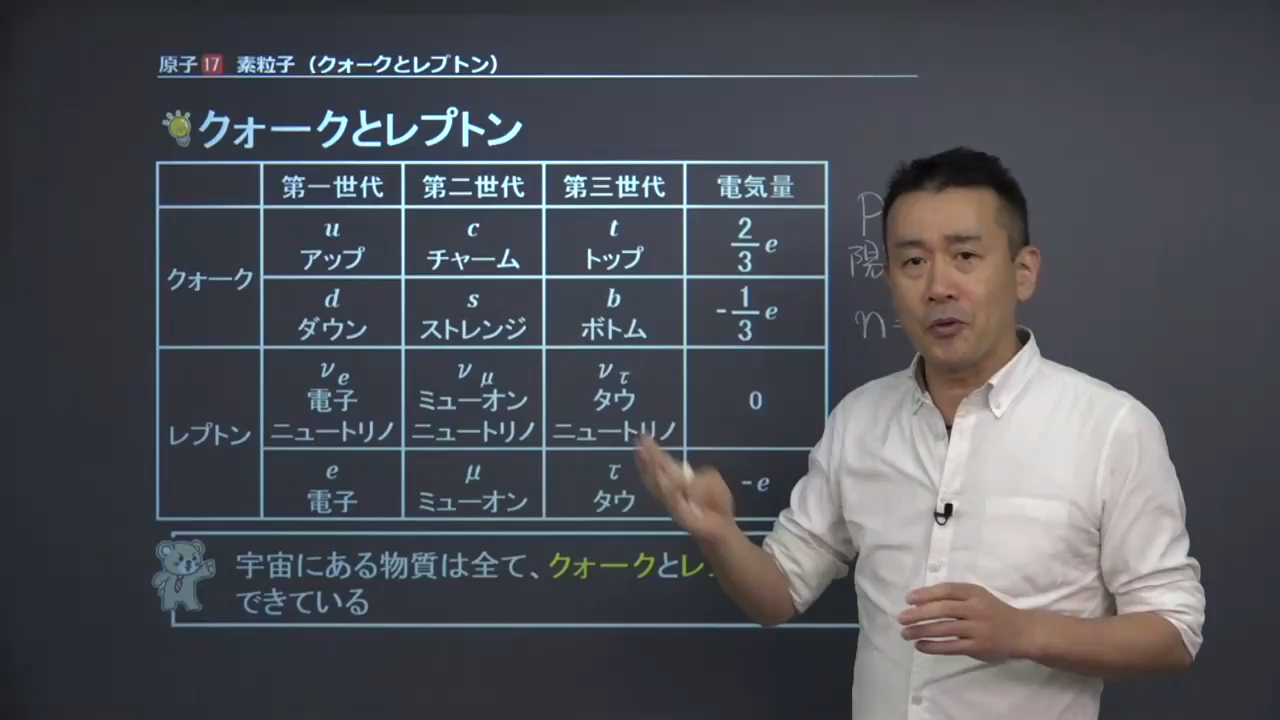 原子 17 素粒子（クォークとレプトン）
クォークとレプトン
第一世代 第二世代 第三世代 電気量
クォーク
u c t 2/3 e
アップ チャーム トップ
d s b -1/3 e
ダウン ストレンジ ボトム
レプトン
νe νμ ντ 0
電子 ミューオン タウ
ニュートリノ ニュートリノ ニュートリノ
e μ τ -e
電子 ミューオン タウ
宇宙にある物質は全て、クォークとレ
できている
P
陽
n=